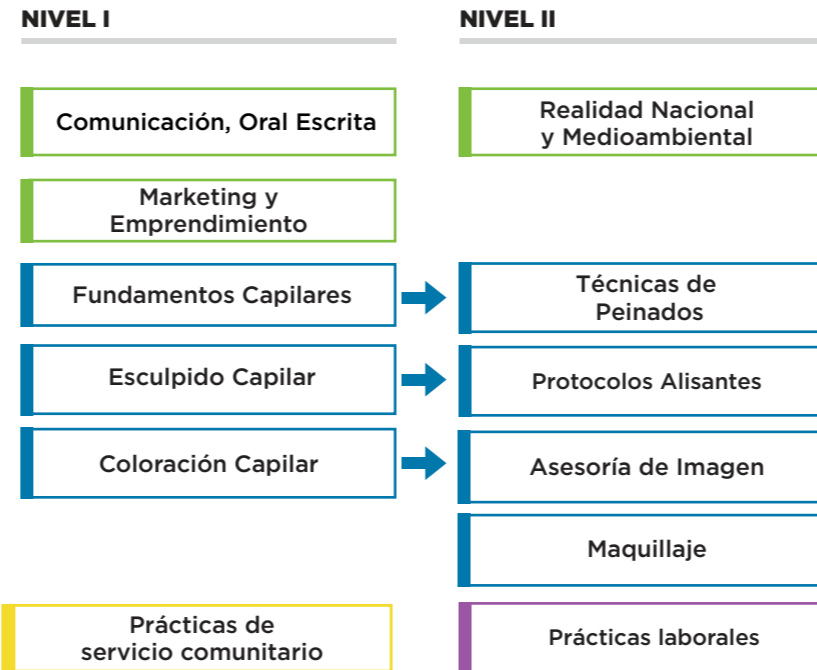 NIVEL I
NIVEL II
Comunicación, Oral Escrita
Realidad Nacional
y Medioambiental
Marketing y
Emprendimiento
Fundamentos Capilares
Técnicas de
Peinados
Esculpido Capilar
Protocolos Alisantes
Coloración Capilar
Asesoría de Imagen
Maquillaje
Prácticas de
servicio comunitario
Prácticas laborales